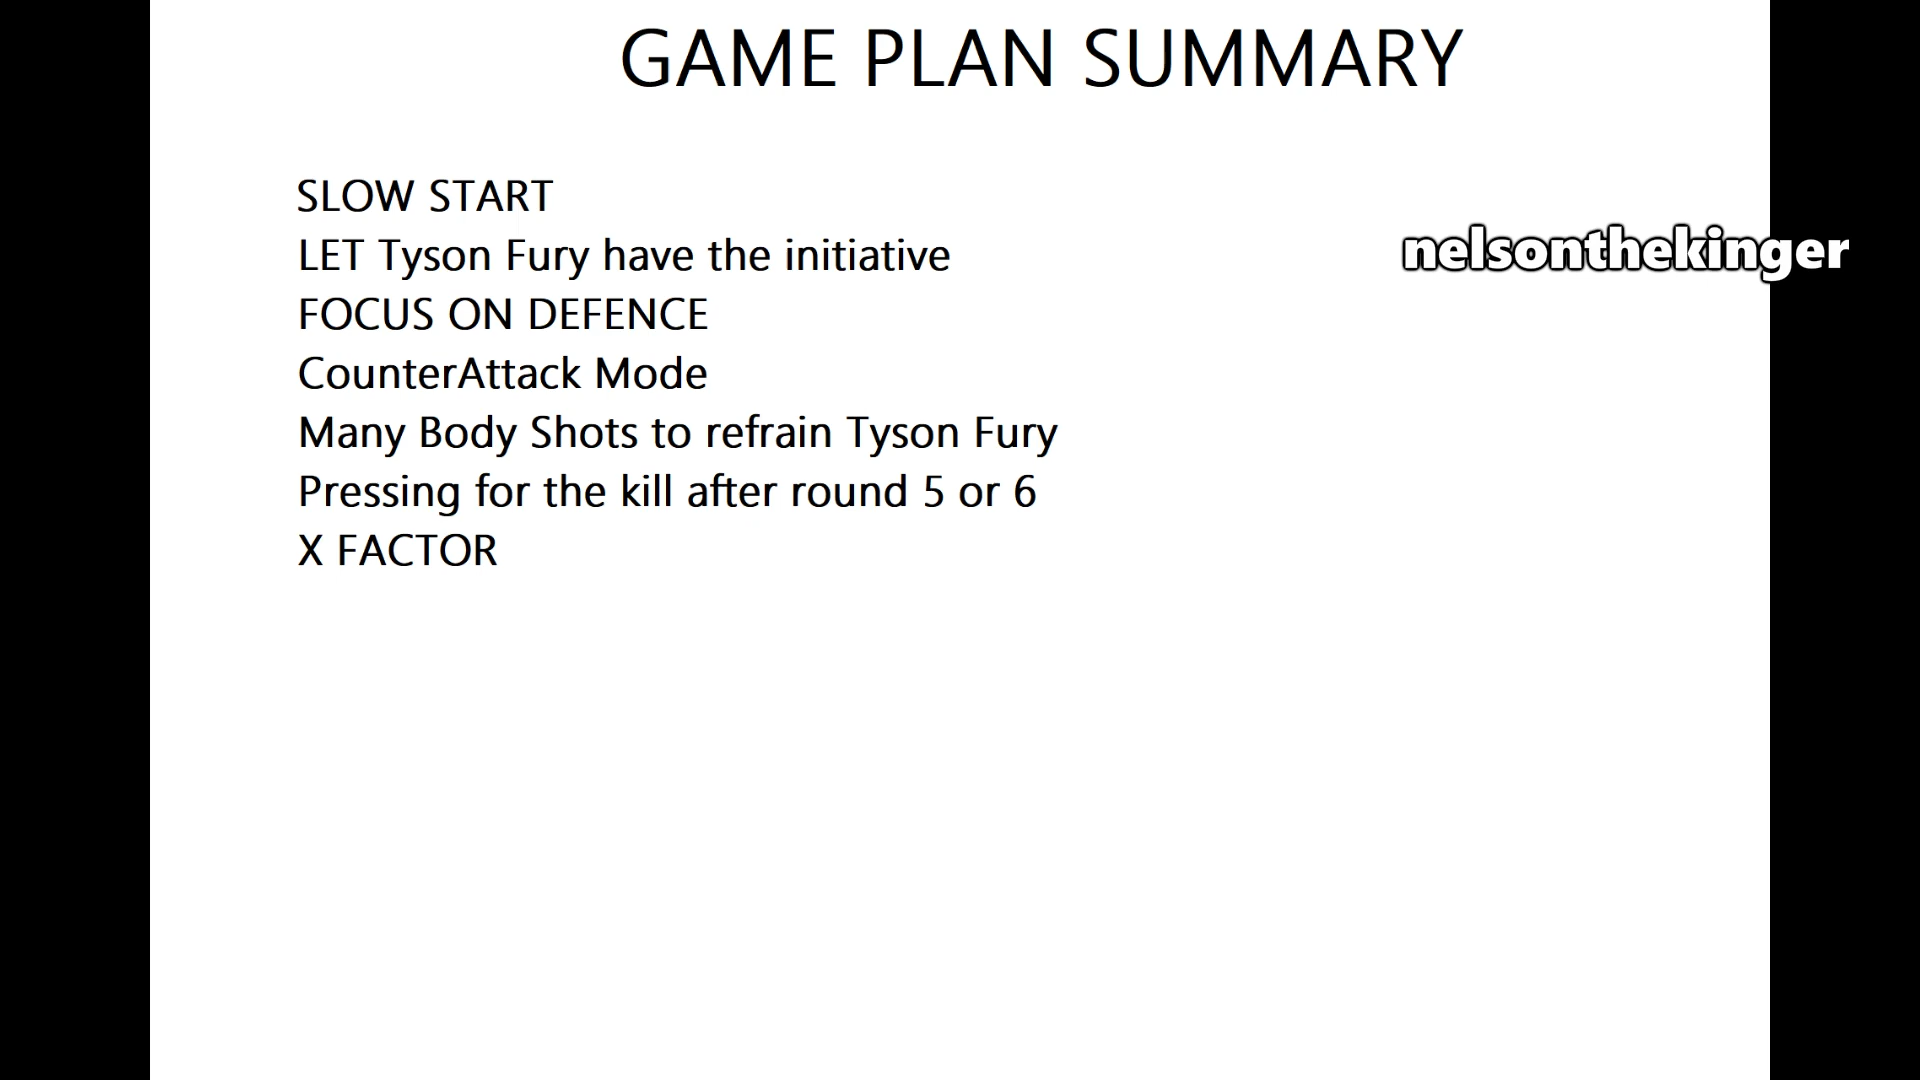 GAME PLAN SUMMARY
SLOW START
LET Tyson Fury have the initiative
nelsonthekinger
FOCUS ON DEFENCE
CounterAttack Mode
Many Body Shots to refrain Tyson Fury
Pressing for the kill after round 5 or 6
X FACTOR